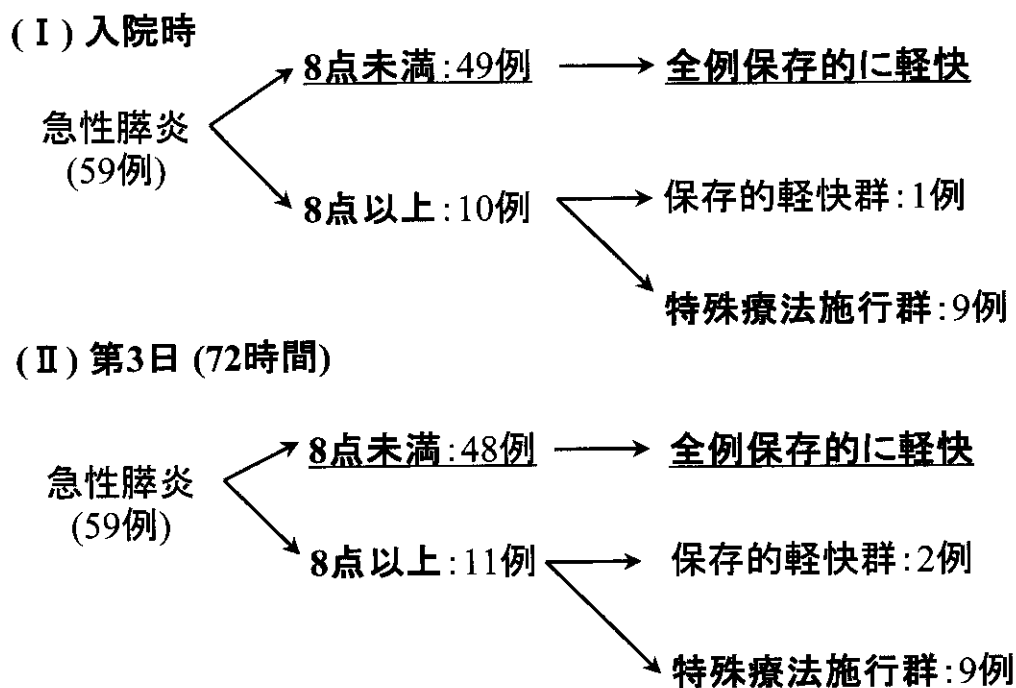 (Ⅰ) 入院時
8点未満:49例
全例保存的に軽快
急性膵炎
(59例)
8点以上:10例
保存的軽快群:1例
特殊療法施行群:9例
(Ⅱ) 第3日 (72時間)
8点未満:48例
全例保存的に軽快
急性膵炎
(59例)
8点以上:11例
保存的軽快群:2例
特殊療法施行群:9例